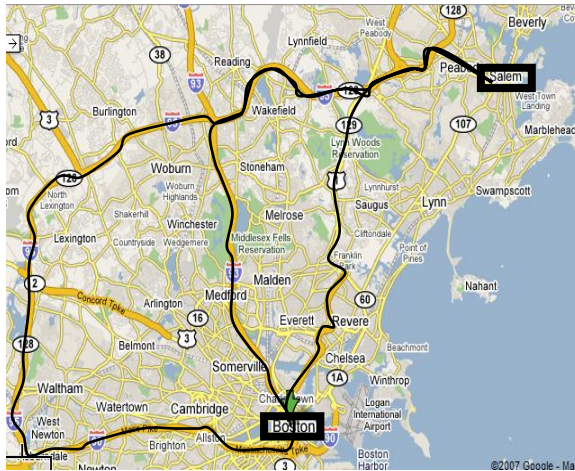 128
West
Peabody
Beverly
Lynnfield
38
Reading
93
Peabo
Salem
128
Burlington
Wakefield
West Town
Landing
3
129
107
Marblehead
Lynn Woods
Reservation
Woburn
Woburn
Highlands
Stoneham
1
128
North
Lexington
Lynnhurst
Swampscott
Shakerhill
Winchester
Melrose
Saugus
Lynn
Lexington
Countryside
Wedgemere
Middlesex Fells
Reservation
Cliftondale
Point of
Pines
Franklin
Park
2
93
Malden
Nahant
Concord Tpke
Arlington
Medford
60
16
Everett
Revere
128
Belmont
3
Somerville
Chelsea
Beachmont
Waltham
1A
Winthrop
Watertown
Cambridge
Logan
International
Airport
West
Newton
Boston
Brighton
Allston
90
3
Boston
Harbor
Newton
©2007 Google - Ma